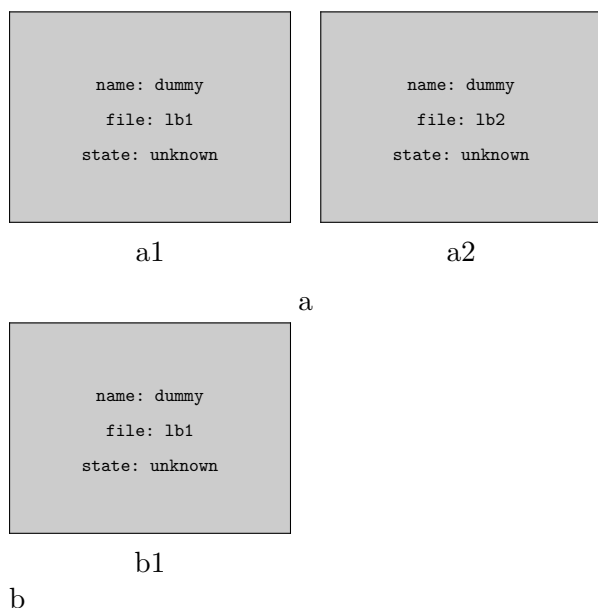 name: dummy
file: lb1
state: unknown
name: dummy
file: lb2
state: unknown
a1
a2
a
name: dummy
file: lb1
state: unknown
b1
b